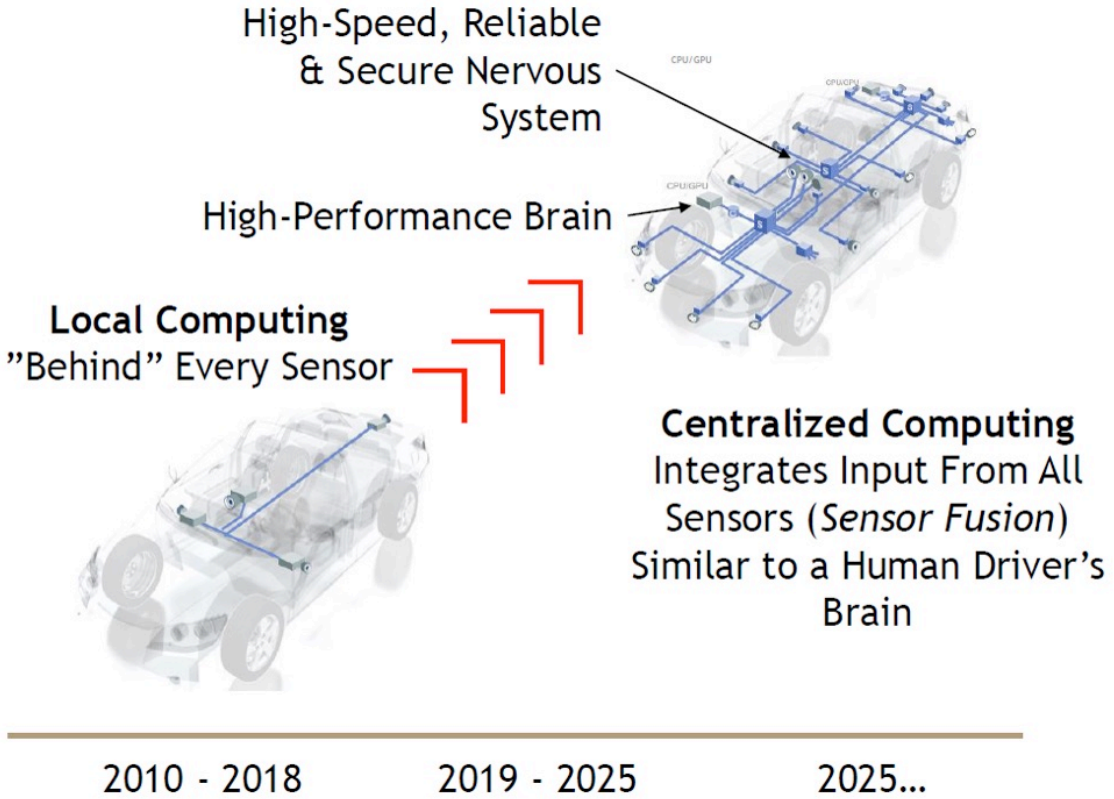 High-Speed, Reliable
& Secure Nervous
System
CPU/GPU
CPU/GPU
High-Performance Brain
CPU/GPU
Local Computing
”Behind” Every Sensor
Centralized Computing
Integrates Input From All
Sensors (Sensor Fusion)
Similar to a Human Driver’s
Brain
2010 - 2018
2019 - 2025
2025...